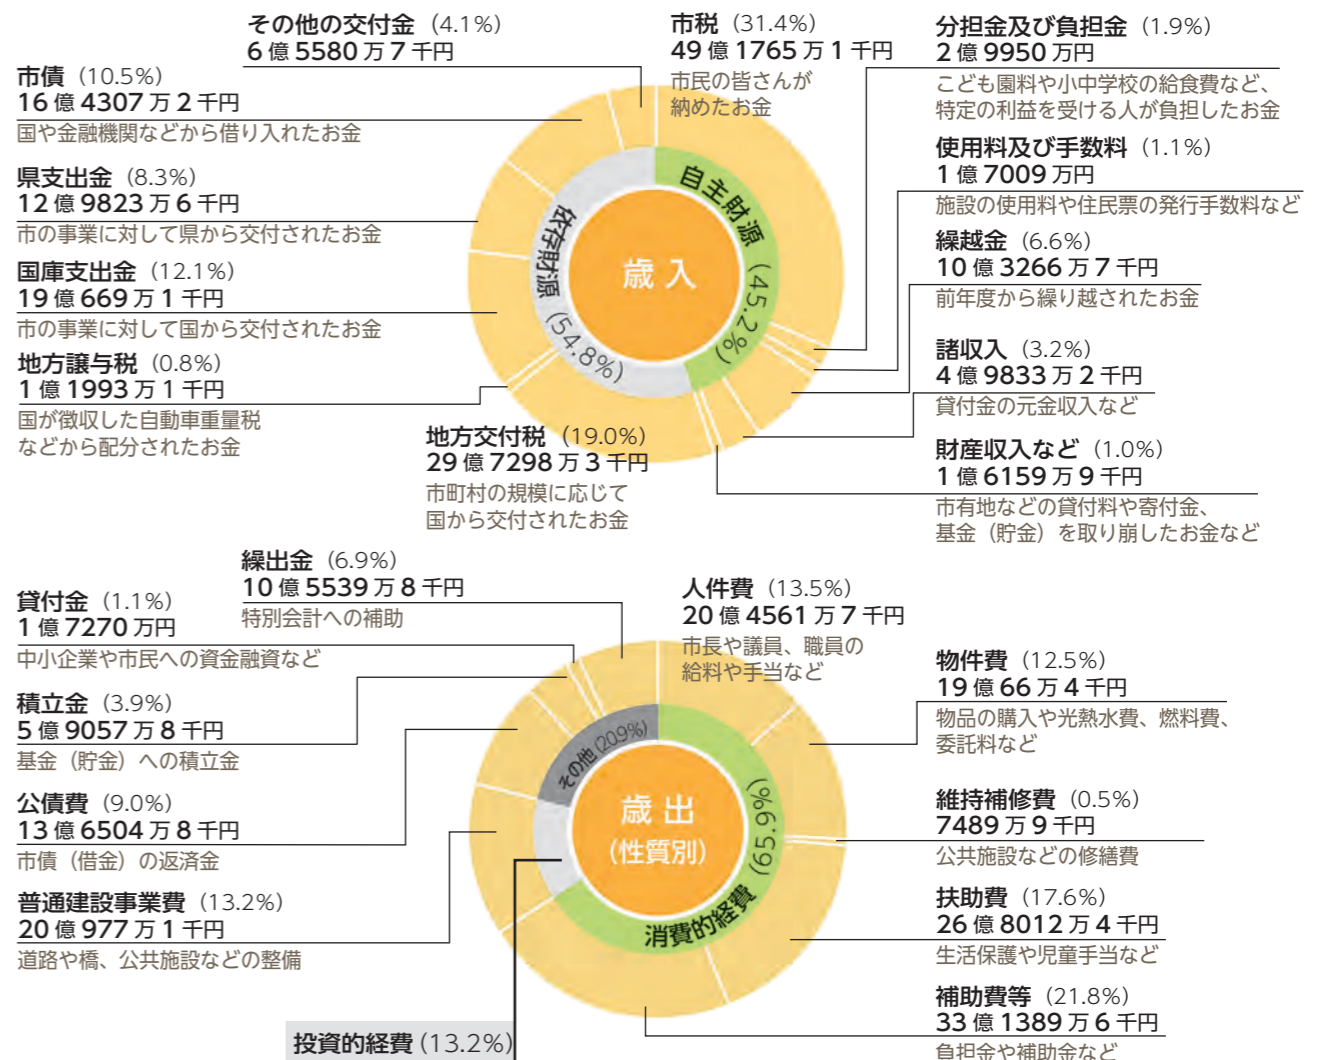 その他の交付金（4.1%）
6億5580万7千円
市債（10.5%）
16億4307万2千円
国や金融機関などから借り入れたお金
県支出金（8.3%）
12億9823万6千円
市の事業に対して県から交付されたお金
国庫支出金（12.1%）
19億669万1千円
市の事業に対して国から交付されたお金
地方譲与税（0.8%）
1億1993万1千円
国が徴収した自動車重量税
などから配分されたお金
地方交付税（19.0%）
29億7298万3千円
市町村の規模に応じて
国から交付されたお金
市税（31.4%）
49億1765万1千円
市民の皆さんが
納めたお金
歳入
自主財源（45.2%）
依存財源（54.8%）
分担金及び負担金（1.9%）
2億9950万円
こども園料や小中学校の給食費など、
特定の利益を受ける人が負担したお金
使用料及び手数料（1.1%）
1億7009万円
施設の使用料や住民票の発行手数料など
繰越金（6.6%）
10億3266万7千円
前年度から繰り越されたお金
諸収入（3.2%）
4億9833万2千円
貸付金の元金収入など
財産収入など（1.0%）
1億6159万9千円
市有地などの貸付料や寄付金、
基金（貯金）を取り崩したお金など
繰出金（6.9%）
10億5539万8千円
特別会計への補助
貸付金（1.1%）
1億7270万円
中小企業や市民への資金融資など
積立金（3.9%）
5億9057万8千円
基金（貯金）への積立金
公債費（9.0%）
13億6504万8千円
市債（借金）の返済金
普通建設事業費（13.2%）
20億977万1千円
道路や橋、公共施設などの整備
投資的経費(13.2%)
歳出
（性質別）
その他(20.9%)
消費的経費（65.9%）
人件費（13.5%）
20億4561万7千円
市長や議員、職員の
給料や手当など
物件費（12.5%）
19億66万4千円
物品の購入や光熱水費、燃料費、
委託料など
維持補修費（0.5%）
7489万9千円
公共施設などの修繕費
扶助費（17.6%）
26億8012万4千円
生活保護や児童手当など
補助費等（21.8%）
33億1389万6千円
負担金や補助金など